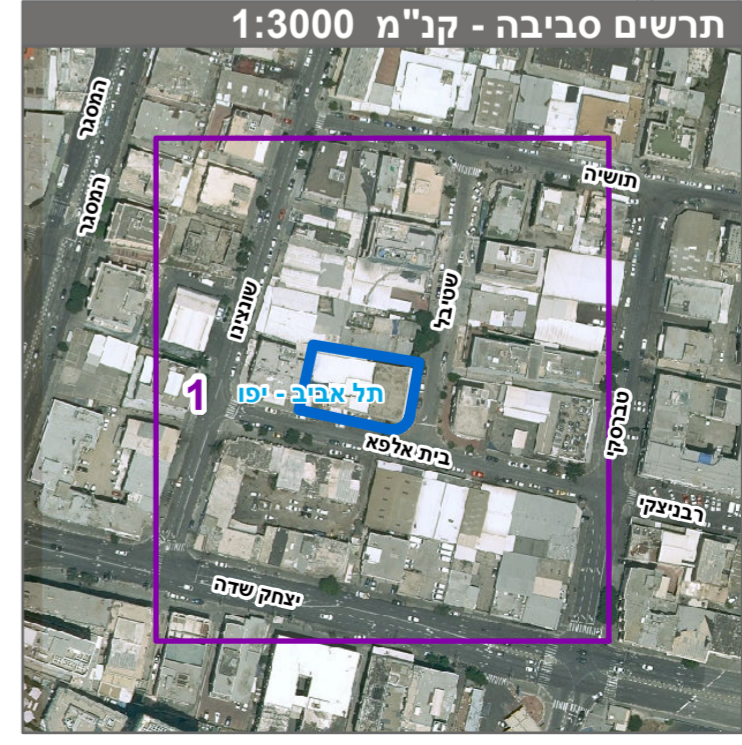 תרשים סביבה - קנ"מ 1:3000
המסגר
המסגר
תושיה
שונצינו
שטיבל
1
תל-אביב - יפו
טברסקי
בית אלפא
רבניצקי
יצחק שדה